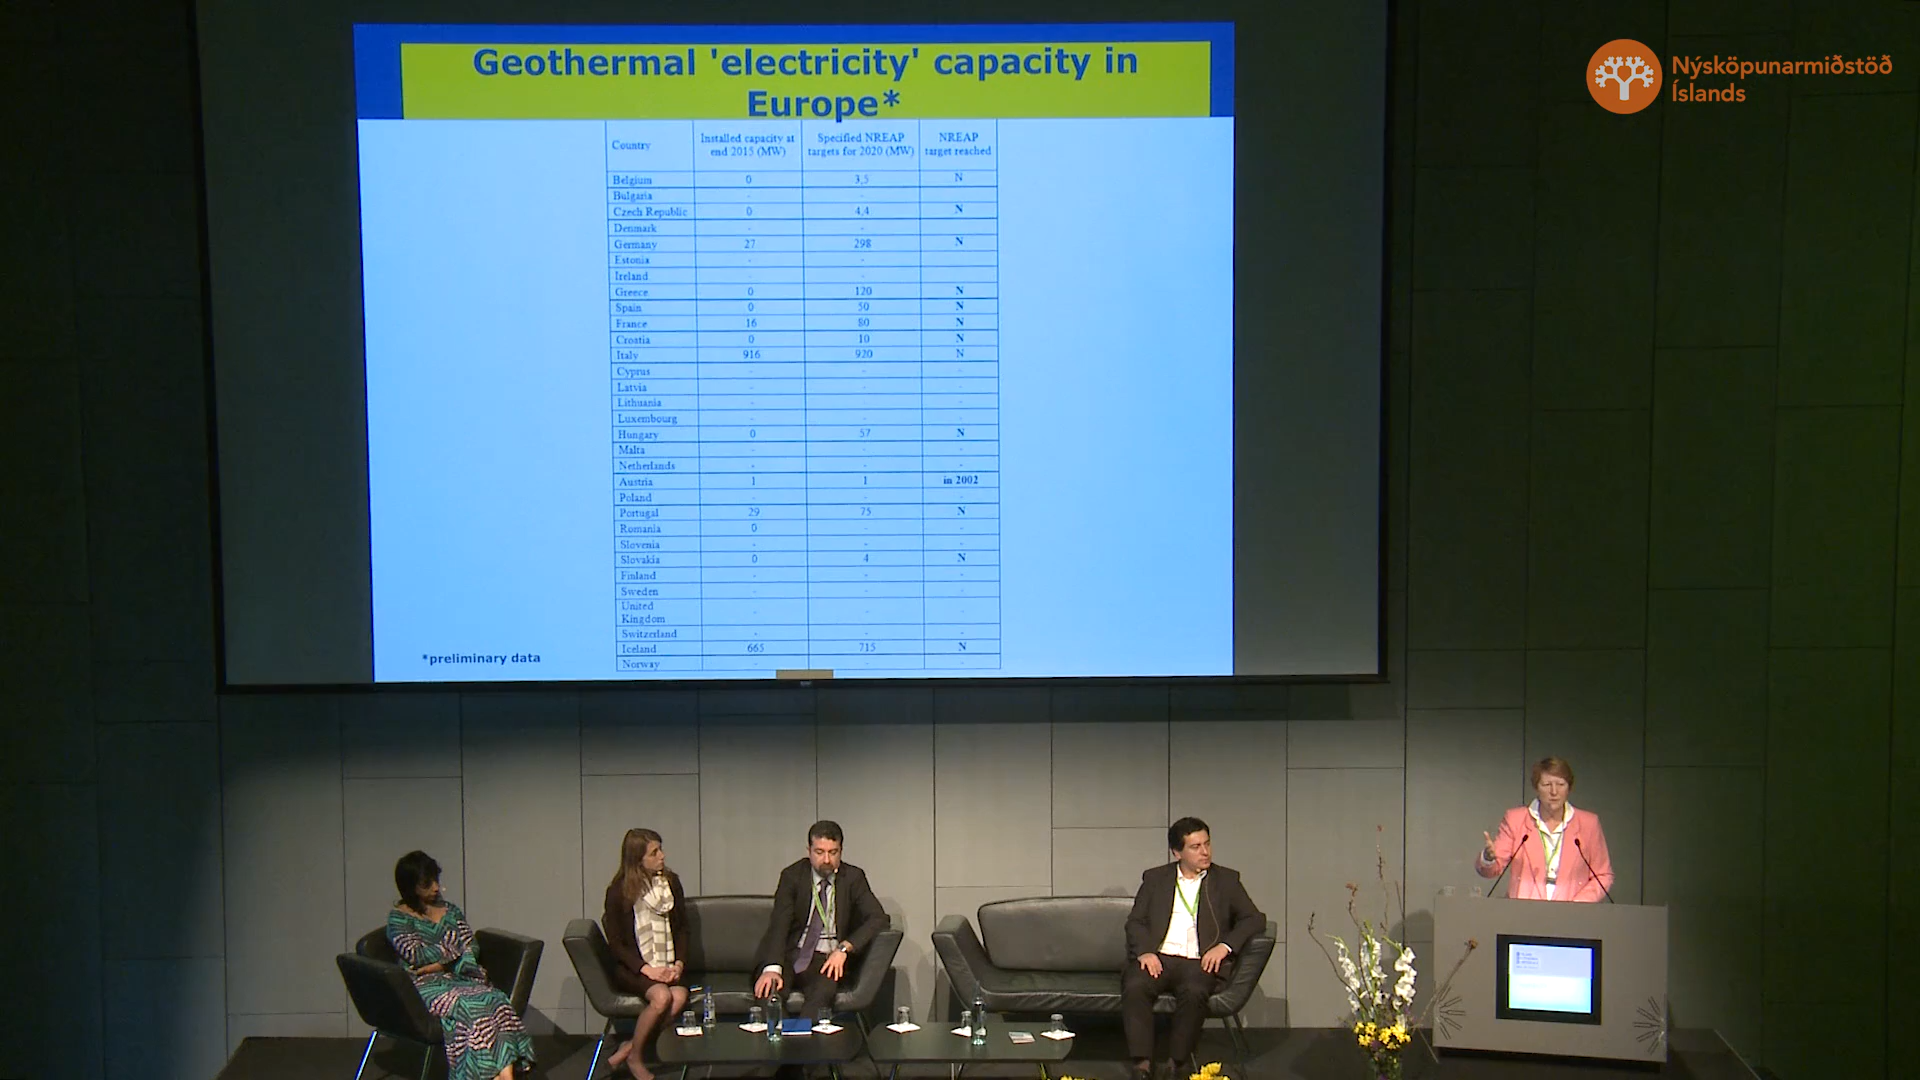 Nýsköpunarmiðstöð
Íslands
Geothermal 'electricity' capacity in
Europe*
Country Installed capacity at end 2015 (MW) Specified NREAP targets for 2020 (MW) NREAP target reached
Belgium 0 3,5 N
Bulgaria - -
Czech Republic 0 4,4 N
Denmark - -
Germany 27 298 N
Estonia - -
Ireland - -
Greece 0 120 N
Spain 0 50 N
France 16 80 N
Croatia 0 10 N
Italy 916 920 N
Cyprus - - -
Latvia - - -
Lithuania - - -
Luxembourg - - -
Hungary 0 57 N
Malta - - -
Netherlands - - -
Austria 1 1 in 2002
Poland - - -
Portugal 29 75 N
Romania 0 - -
Slovenia - - -
Slovakia 0 4 N
Finland - - -
Sweden - - -
United Kingdom - - -
Switzerland - - -
Iceland 665 715 N
Norway - - -
*preliminary data